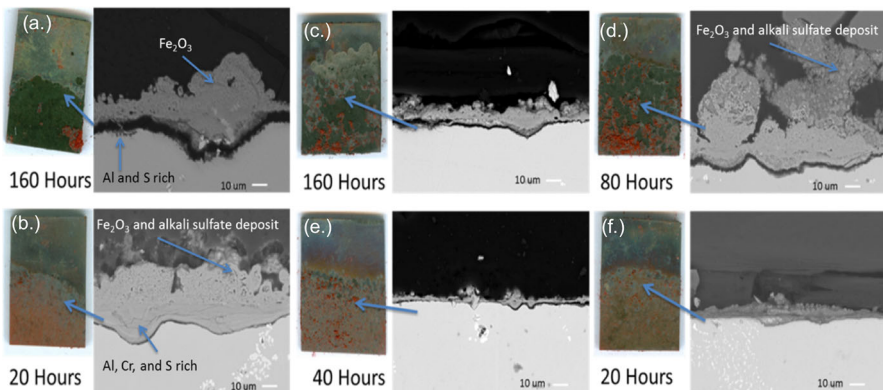 (a.)
Fe₂O₃
Al and S rich
10 um
160 Hours
(c.)
10 um
160 Hours
(d.)
Fe₂O₃ and alkali sulfate deposit
10 um
80 Hours
(b.)
Fe₂O₃ and alkali sulfate deposit
Al, Cr, and S rich
10 um
20 Hours
(e.)
10 um
40 Hours
(f.)
10 um
20 Hours